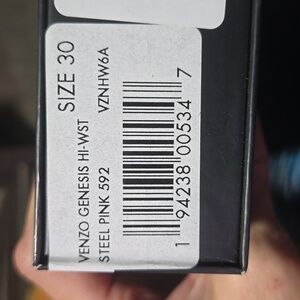 SIZE 30
VENZO GENESIS HI-WST
STEEL PINK 592 VZNHW6A
1 94238 00534 7